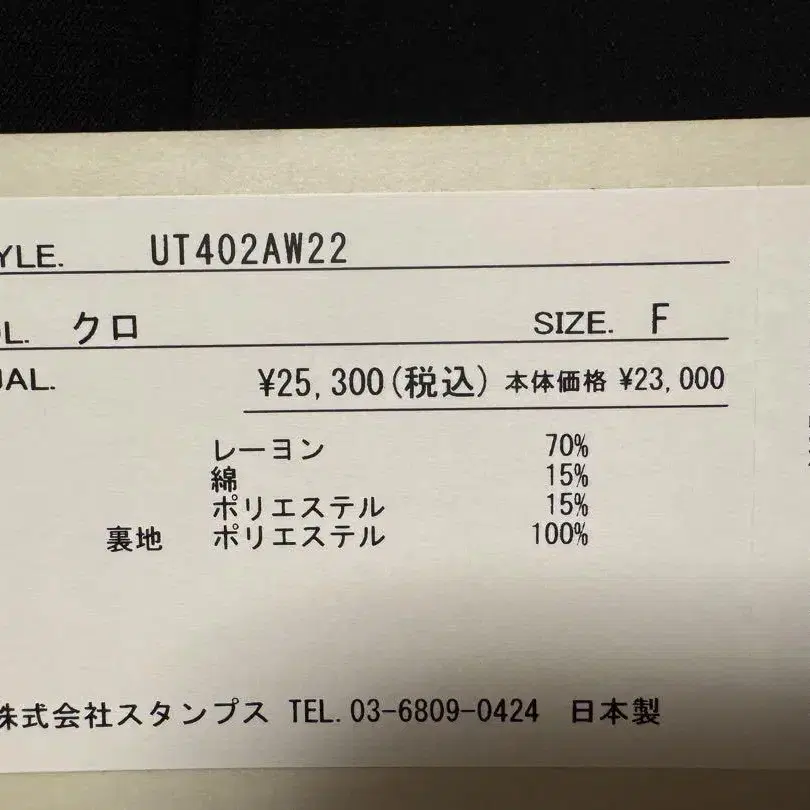 YLE. UT402AW22
L. クロ SIZE. F
AL. ¥25,300(税込) 本体価格 ¥23,000
レーヨン 70%
綿 15%
ポリエステル 15%
裏地 ポリエステル 100%
株式会社スタンプス TEL.03-6809-0424 日本製